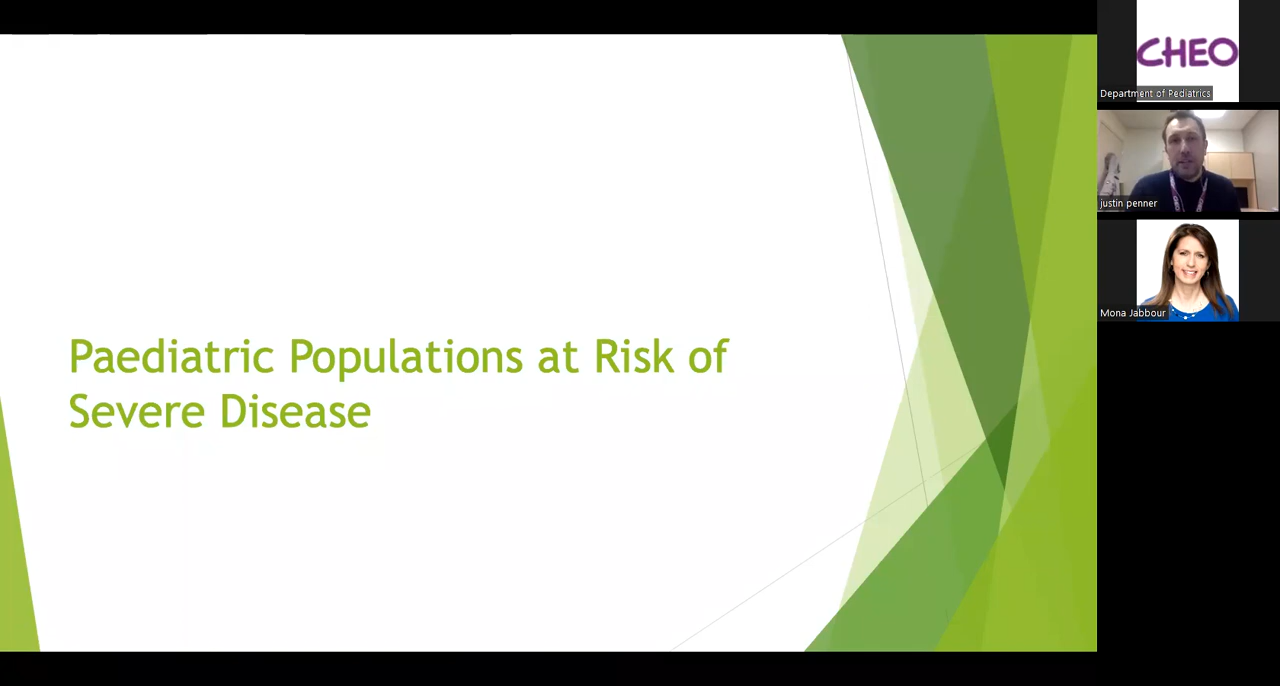 Paediatric Populations at Risk of
Severe Disease
CHEO
Department of Pediatrics
justin penner
Mona Jabbour